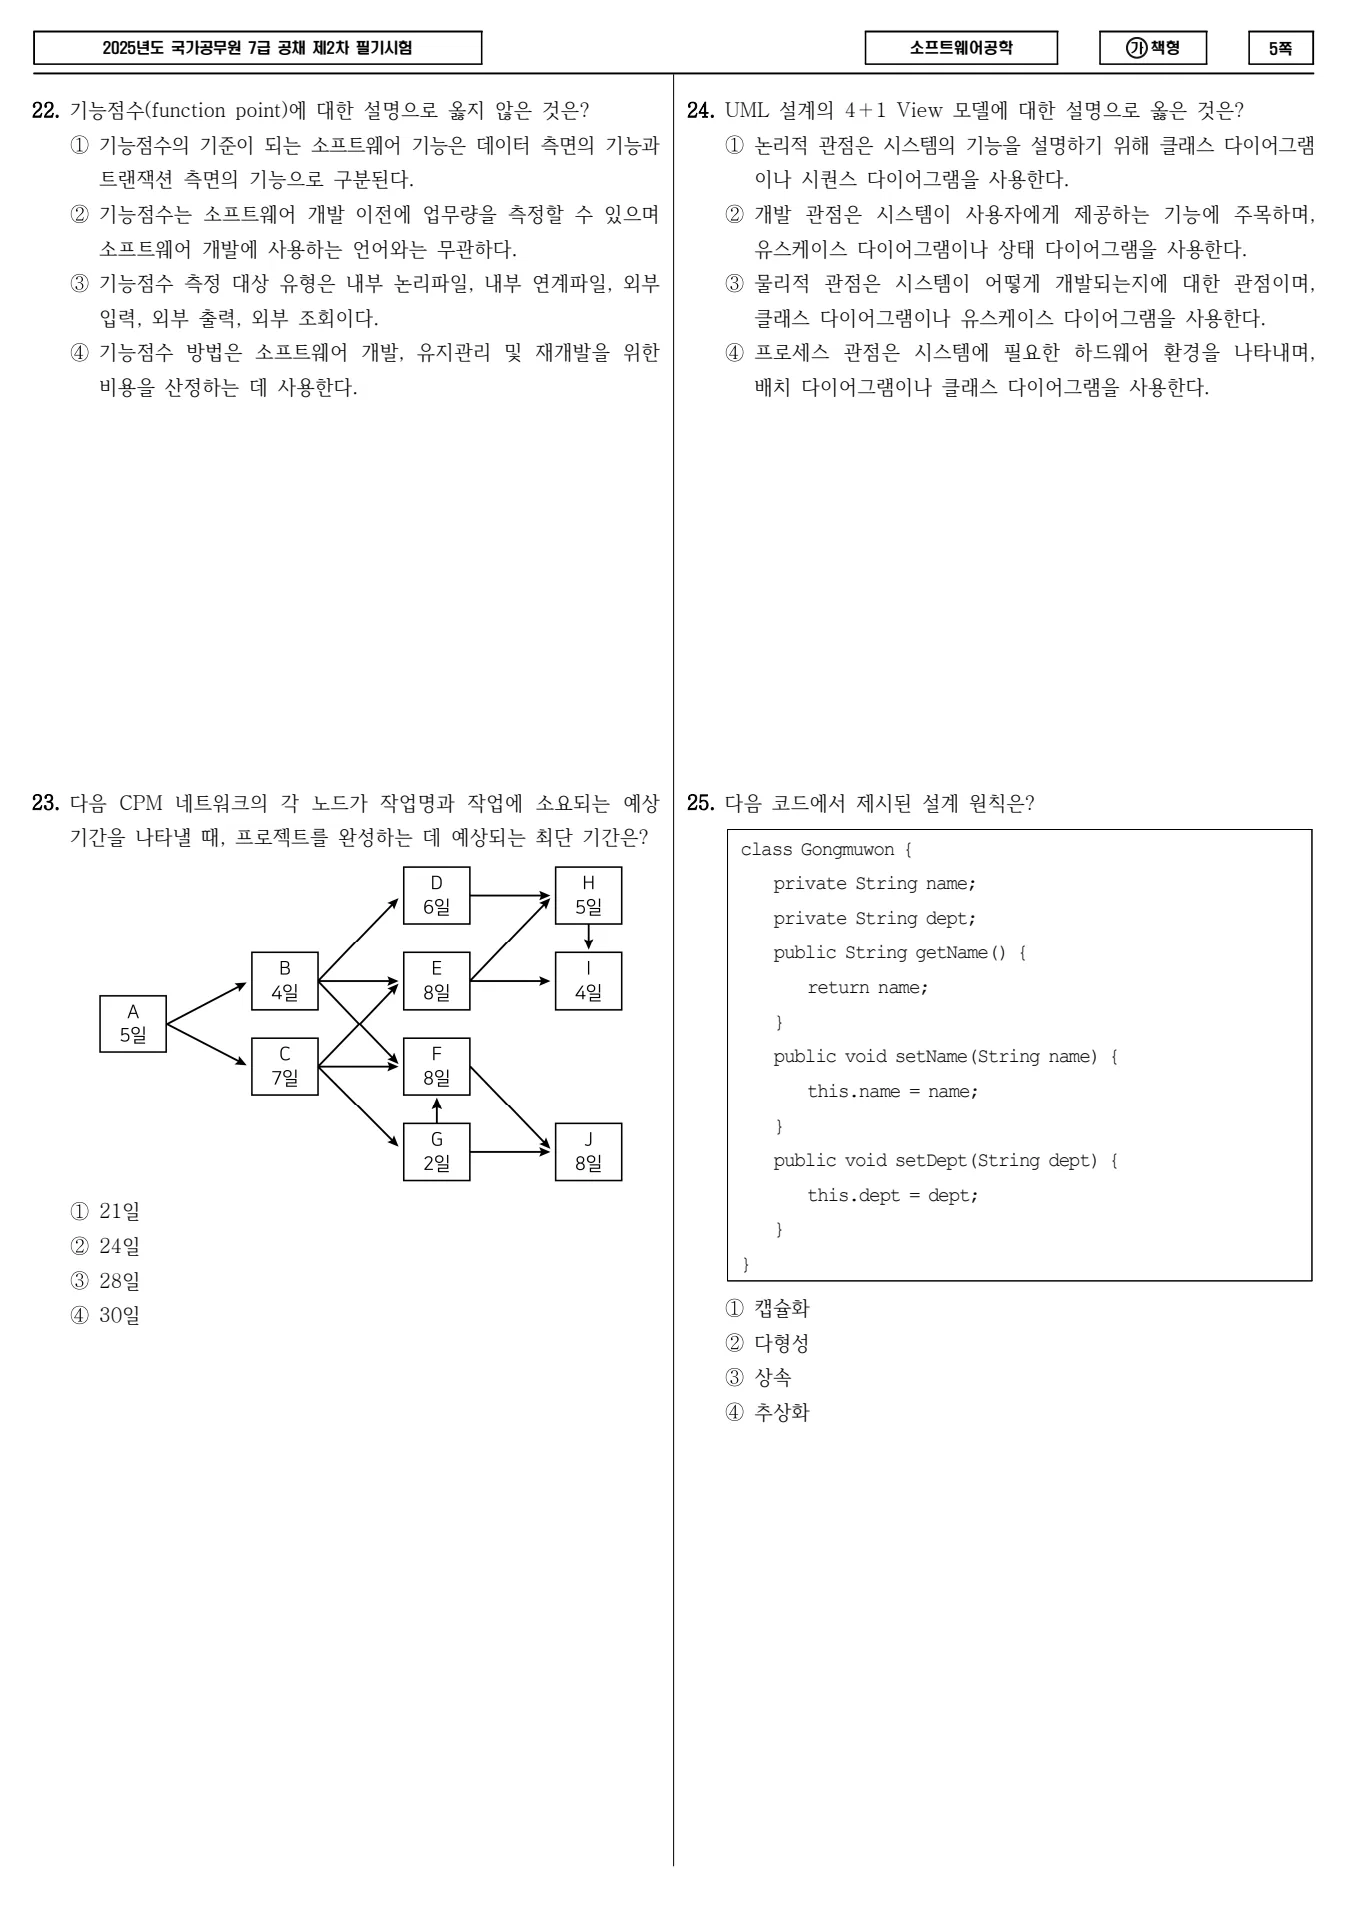 2025년도 국가공무원 7급 공채 제2차 필기시험
소프트웨어공학
㉮ 책형
5쪽
22. 기능점수(function point)에 대한 설명으로 옳지 않은 것은?
① 기능점수의 기준이 되는 소프트웨어 기능은 데이터 측면의 기능과
트랜잭션 측면의 기능으로 구분된다.
② 기능점수는 소프트웨어 개발 이전에 업무량을 측정할 수 있으며
소프트웨어 개발에 사용하는 언어와는 무관하다.
③ 기능점수 측정 대상 유형은 내부 논리파일, 내부 연계파일, 외부
입력, 외부 출력, 외부 조회이다.
④ 기능점수 방법은 소프트웨어 개발, 유지관리 및 재개발을 위한
비용을 산정하는 데 사용한다.
23. 다음 CPM 네트워크의 각 노드가 작업명과 작업에 소요되는 예상
기간을 나타낼 때, 프로젝트를 완성하는 데 예상되는 최단 기간은?
D
6일
H
5일
B
4일
E
8일
I
4일
A
5일
C
7일
F
8일
G
2일
J
8일
① 21일
② 24일
③ 28일
④ 30일
24. UML 설계의 4+1 View 모델에 대한 설명으로 옳은 것은?
① 논리적 관점은 시스템의 기능을 설명하기 위해 클래스 다이어그램
이나 시퀀스 다이어그램을 사용한다.
② 개발 관점은 시스템이 사용자에게 제공하는 기능에 주목하며,
유스케이스 다이어그램이나 상태 다이어그램을 사용한다.
③ 물리적 관점은 시스템이 어떻게 개발되는지에 대한 관점이며,
클래스 다이어그램이나 유스케이스 다이어그램을 사용한다.
④ 프로세스 관점은 시스템에 필요한 하드웨어 환경을 나타내며,
배치 다이어그램이나 클래스 다이어그램을 사용한다.
25. 다음 코드에서 제시된 설계 원칙은?
class Gongmuwon {
private String name;
private String dept;
public String getName() {
return name;
}
public void setName(String name) {
this.name = name;
}
public void setDept(String dept) {
this.dept = dept;
}
}
① 캡슐화
② 다형성
③ 상속
④ 추상화